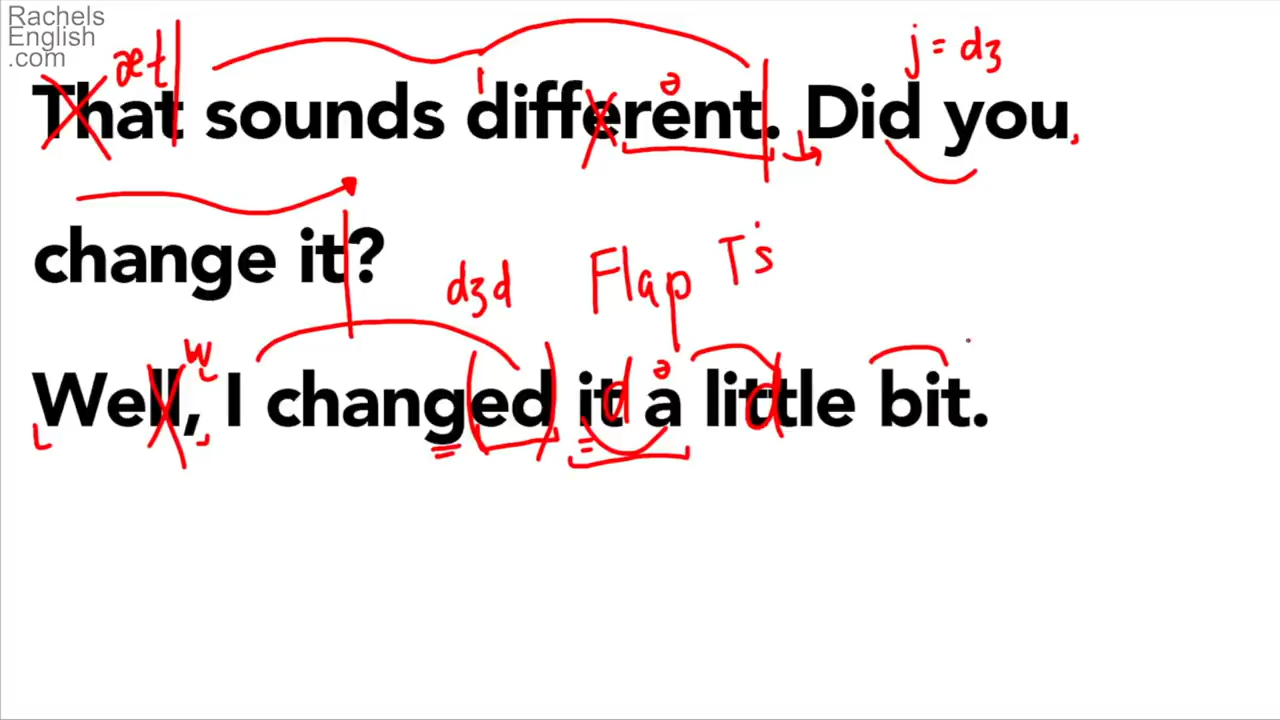 Rachels
English
.com
æt j = dʒ
ə
That sounds different. Did you
change it?
dʒd Flap T's
w ə
Well, I changed it a little bit.
d d